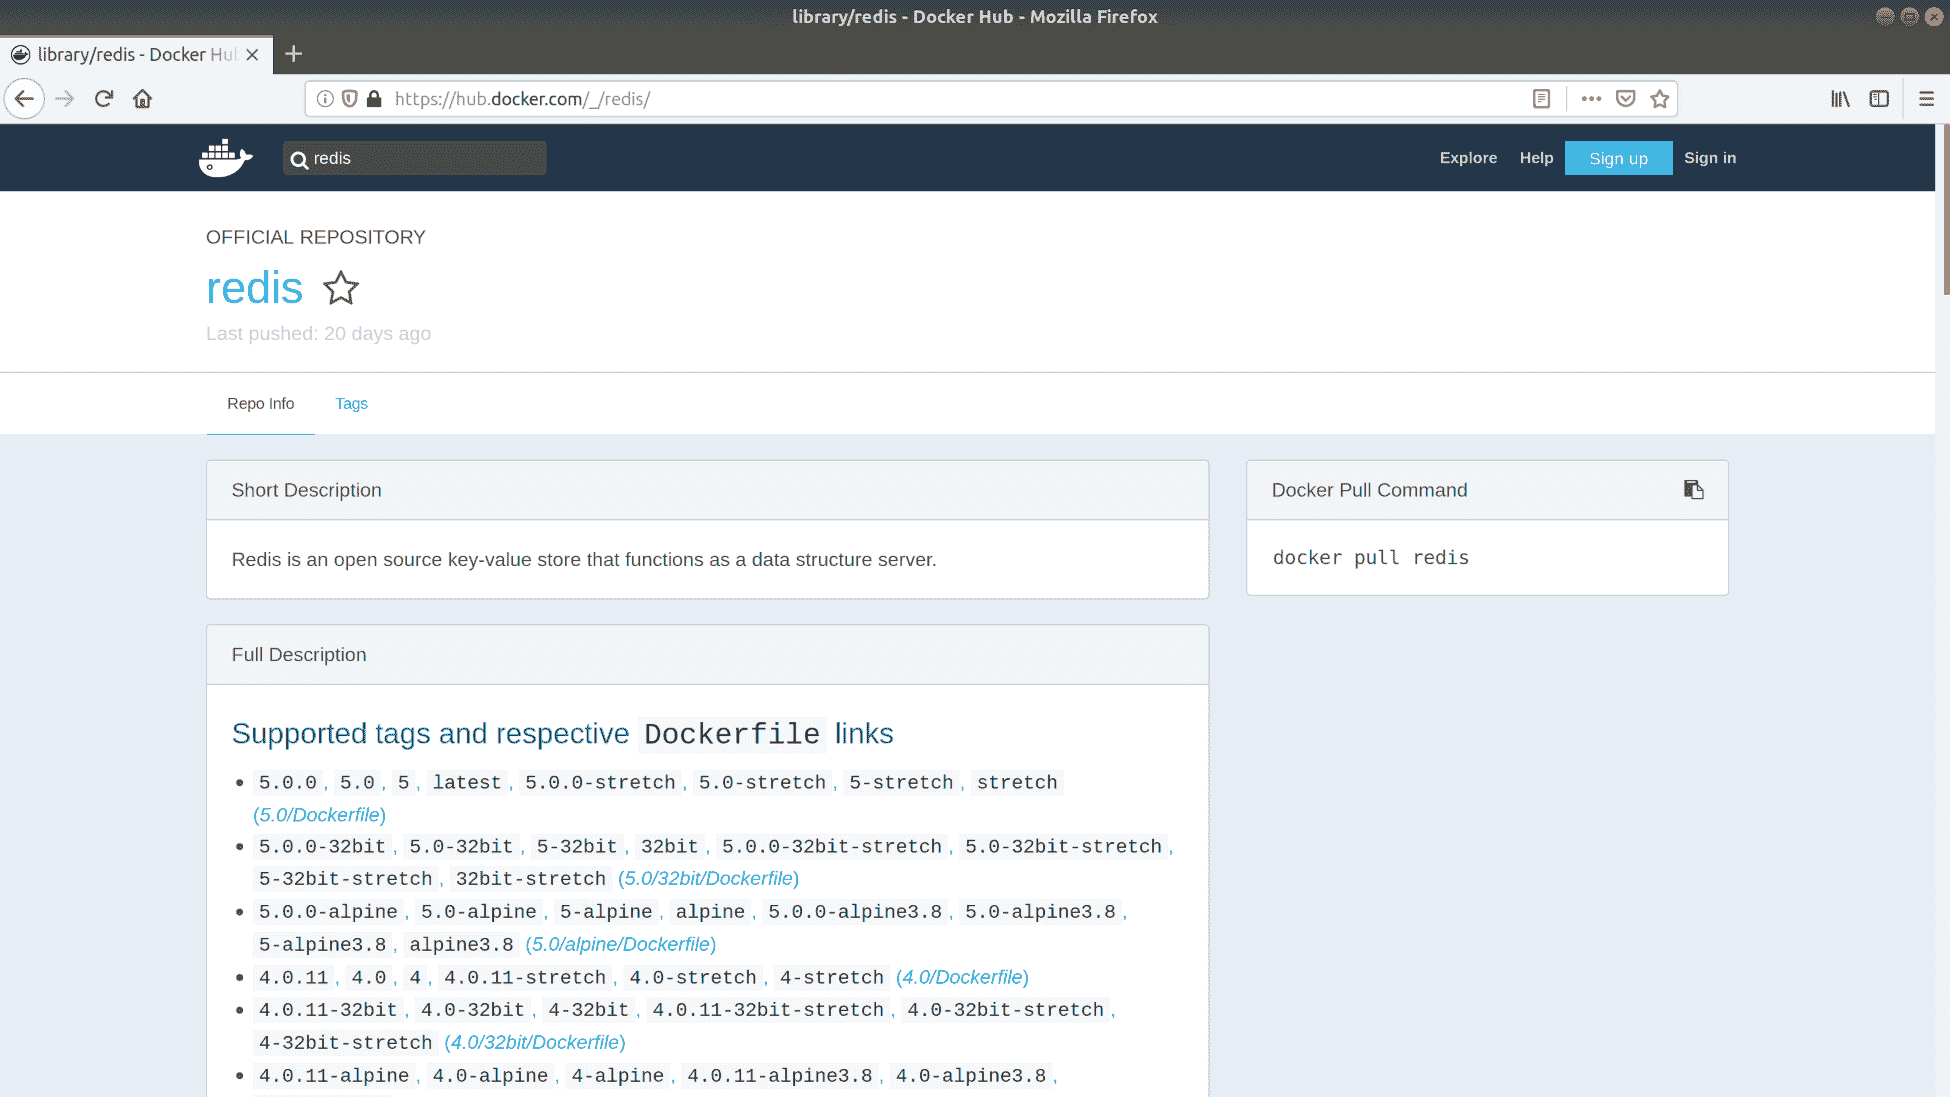 library/redis - Docker Hub - Mozilla Firefox
library/redis - Docker Hub
https://hub.docker.com/_/redis/
redis
Explore Help Sign up Sign in
OFFICIAL REPOSITORY
redis
Last pushed: 20 days ago
Repo Info Tags
Short Description
Redis is an open source key-value store that functions as a data structure server.
Docker Pull Command
docker pull redis
Full Description
Supported tags and respective Dockerfile links
• 5.0.0, 5.0, 5, latest, 5.0.0-stretch, 5.0-stretch, 5-stretch, stretch
(5.0/Dockerfile)
• 5.0.0-32bit, 5.0-32bit, 5-32bit, 32bit, 5.0.0-32bit-stretch, 5.0-32bit-stretch,
5-32bit-stretch, 32bit-stretch (5.0/32bit/Dockerfile)
• 5.0.0-alpine, 5.0-alpine, 5-alpine, alpine, 5.0.0-alpine3.8, 5.0-alpine3.8,
5-alpine3.8, alpine3.8 (5.0/alpine/Dockerfile)
• 4.0.11, 4.0, 4, 4.0.11-stretch, 4.0-stretch, 4-stretch (4.0/Dockerfile)
• 4.0.11-32bit, 4.0-32bit, 4-32bit, 4.0.11-32bit-stretch, 4.0-32bit-stretch,
4-32bit-stretch (4.0/32bit/Dockerfile)
• 4.0.11-alpine, 4.0-alpine, 4-alpine, 4.0.11-alpine3.8, 4.0-alpine3.8,